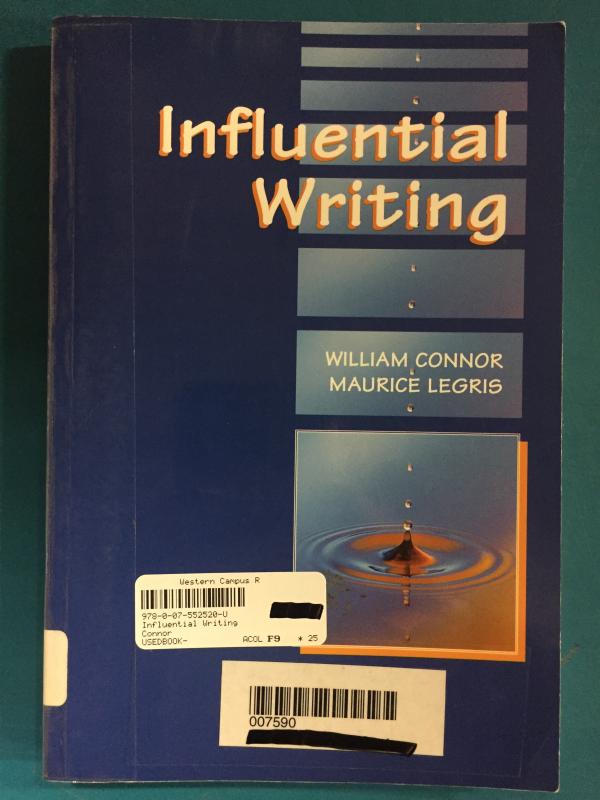 Influential
Writing
WILLIAM CONNOR
MAURICE LEGRIS
Western Campus R
978-0-07-552520-U
Influential Writing
Connor
USEDBOOK- ACOL F9 * 25
007590